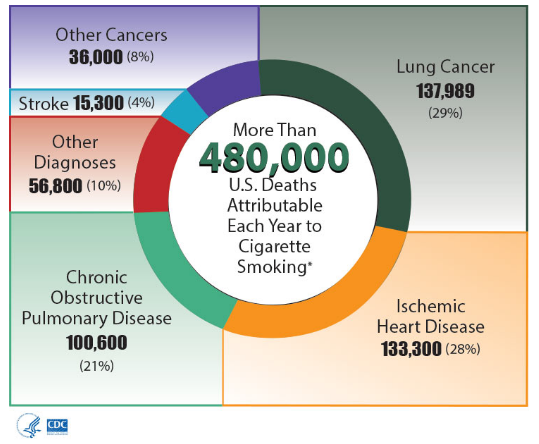 Other Cancers
36,000 (8%)
Stroke 15,300 (4%)
Other
Diagnoses
56,800 (10%)
Chronic
Obstructive
Pulmonary Disease
100,600
(21%)
More Than
480,000
U.S. Deaths
Attributable
Each Year to
Cigarette
Smoking*
Lung Cancer
137,989
(29%)
Ischemic
Heart Disease
133,300 (28%)
CDC